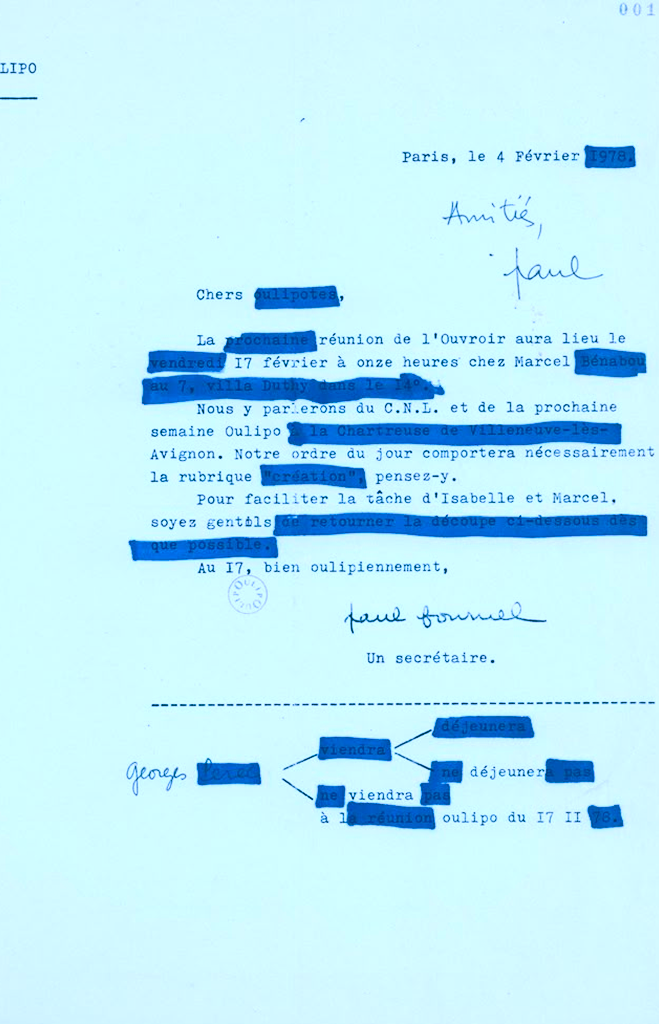 001
LIPO
Paris, le 4 Février 1978.
Amitiés,
paul
Chers oulipotes,
La prochaine réunion de l'Ouvroir aura lieu le
vendredi I7 février à onze heures chez Marcel Bénabou
au 7, villa Duthy dans le 14°.
Nous y parlerons du C.N.L. et de la prochaine
semaine Oulipo à la Chartreuse de Villeneuve-lès-
Avignon. Notre ordre du jour comportera nécessairement
la rubrique "création", pensez-y.
Pour faciliter la tâche d'Isabelle et Marcel,
soyez gentils de retourner la découpe ci-dessous dès
que possible.
Au I7, bien oulipiennement,
OULIPO OULIPO
paul fournel
Un secrétaire.
déjeunera
viendra
Georges Perec
ne déjeunera pas
ne viendra pas
à la réunion oulipo du I7 II 78.